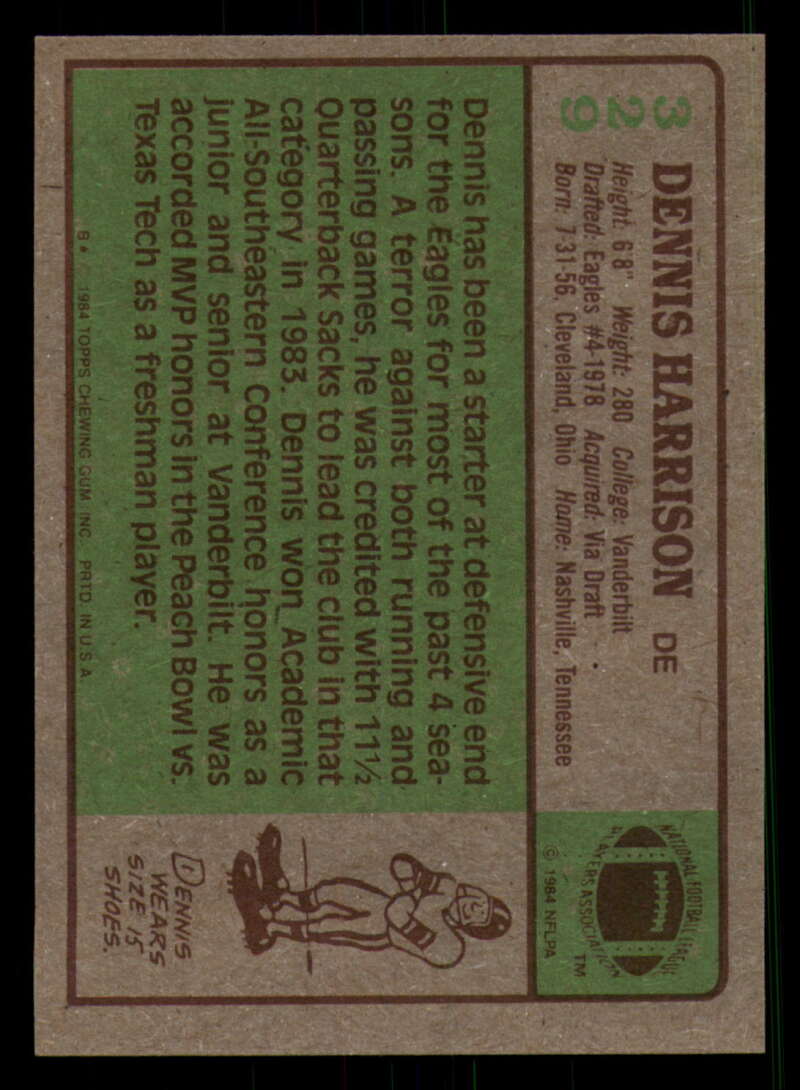 329
DENNIS HARRISON DE
Height: 6'8" Weight: 280 College: Vanderbilt
Drafted: Eagles #4-1978 Acquired: Via Draft
Born: 7-31-56, Cleveland, Ohio Home: Nashville, Tennessee
NATIONAL FOOTBALL LEAGUE
PLAYERS ASSOCIATION
TM
© 1984 NFLPA
Dennis has been a starter at defensive end
for the Eagles for most of the past 4 sea-
sons. A terror against both running and
passing games, he was credited with 11½
Quarterback Sacks to lead the club in that
category in 1983. Dennis won Academic
All-Southeastern Conference honors as a
junior and senior at Vanderbilt. He was
accorded MVP honors in the Peach Bowl vs.
Texas Tech as a freshman player.
DENNIS
WEARS
SIZE 15
SHOES.
B* 1984 TOPPS CHEWING GUM, INC. PRTD. IN U.S.A.